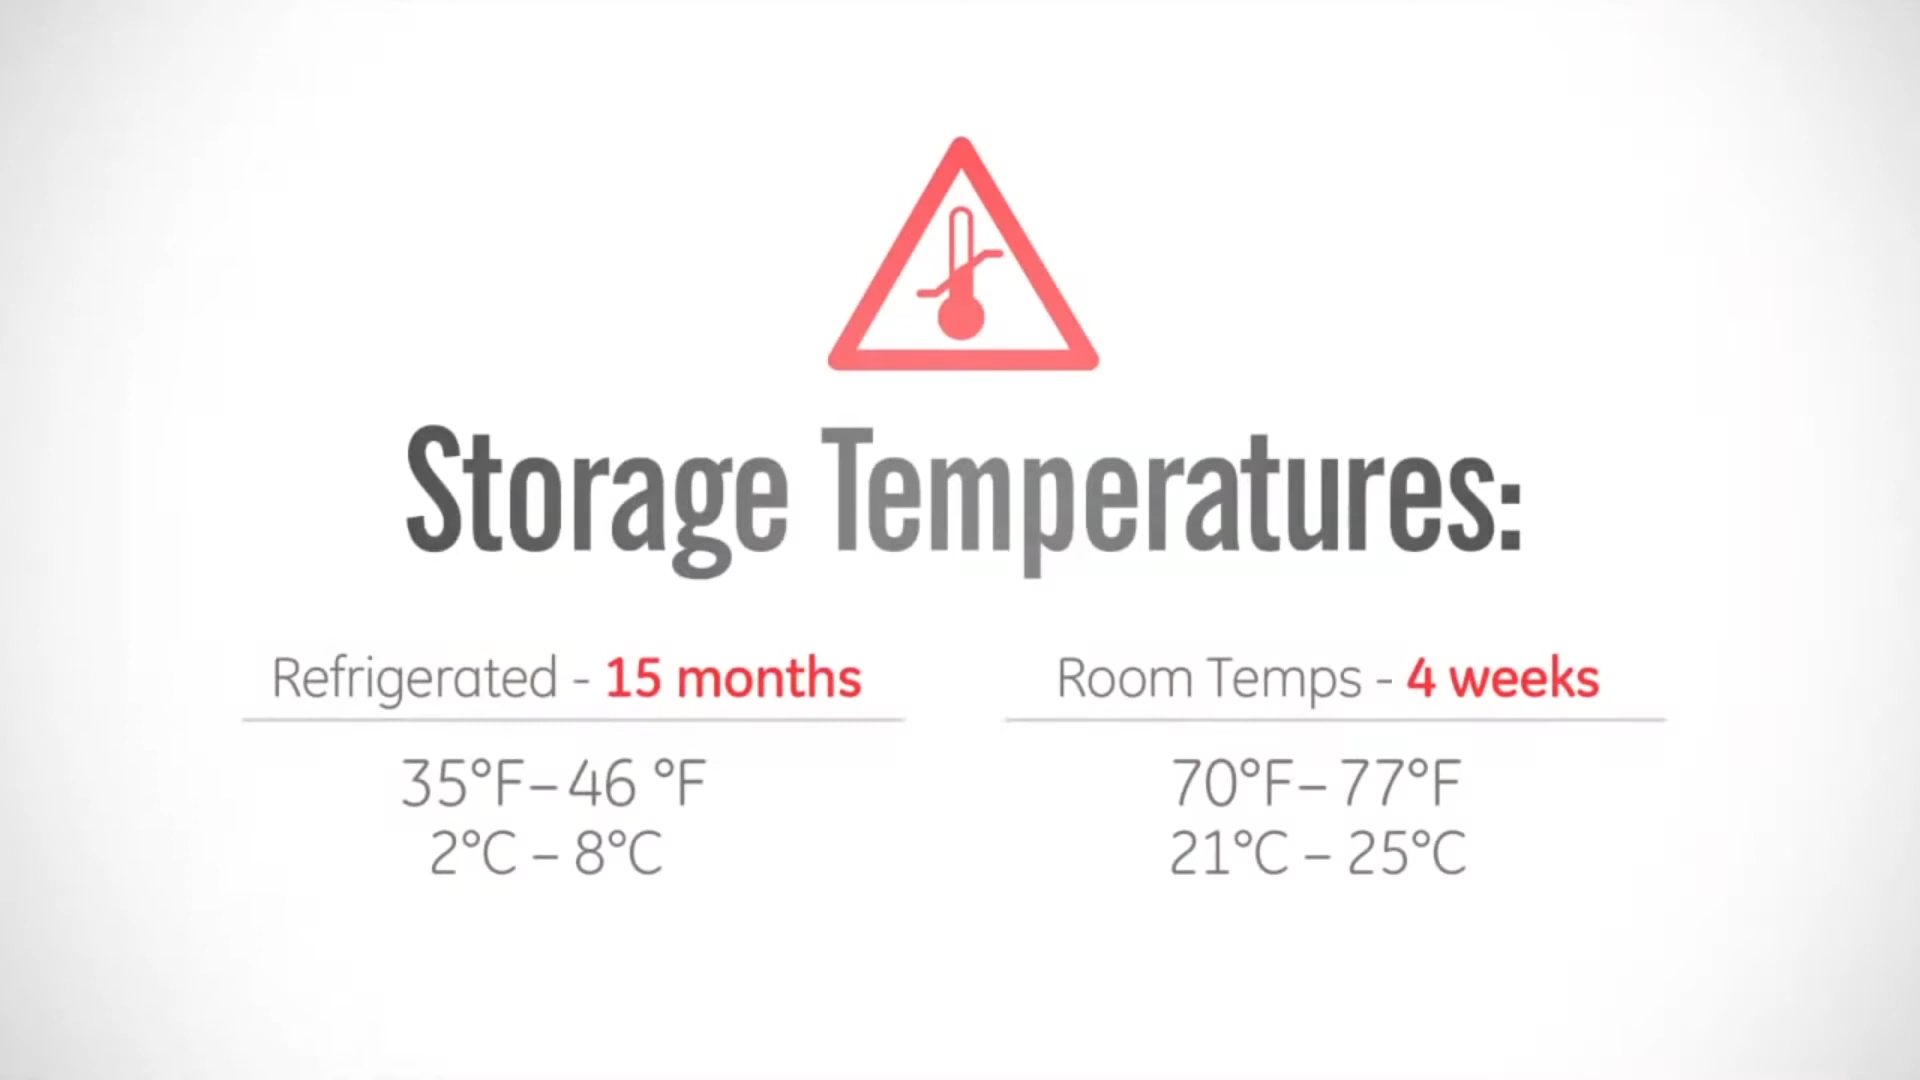 Storage Temperatures:
Refrigerated - 15 months
35°F– 46 °F
2°C – 8°C
Room Temps - 4 weeks
70°F– 77°F
21°C – 25°C